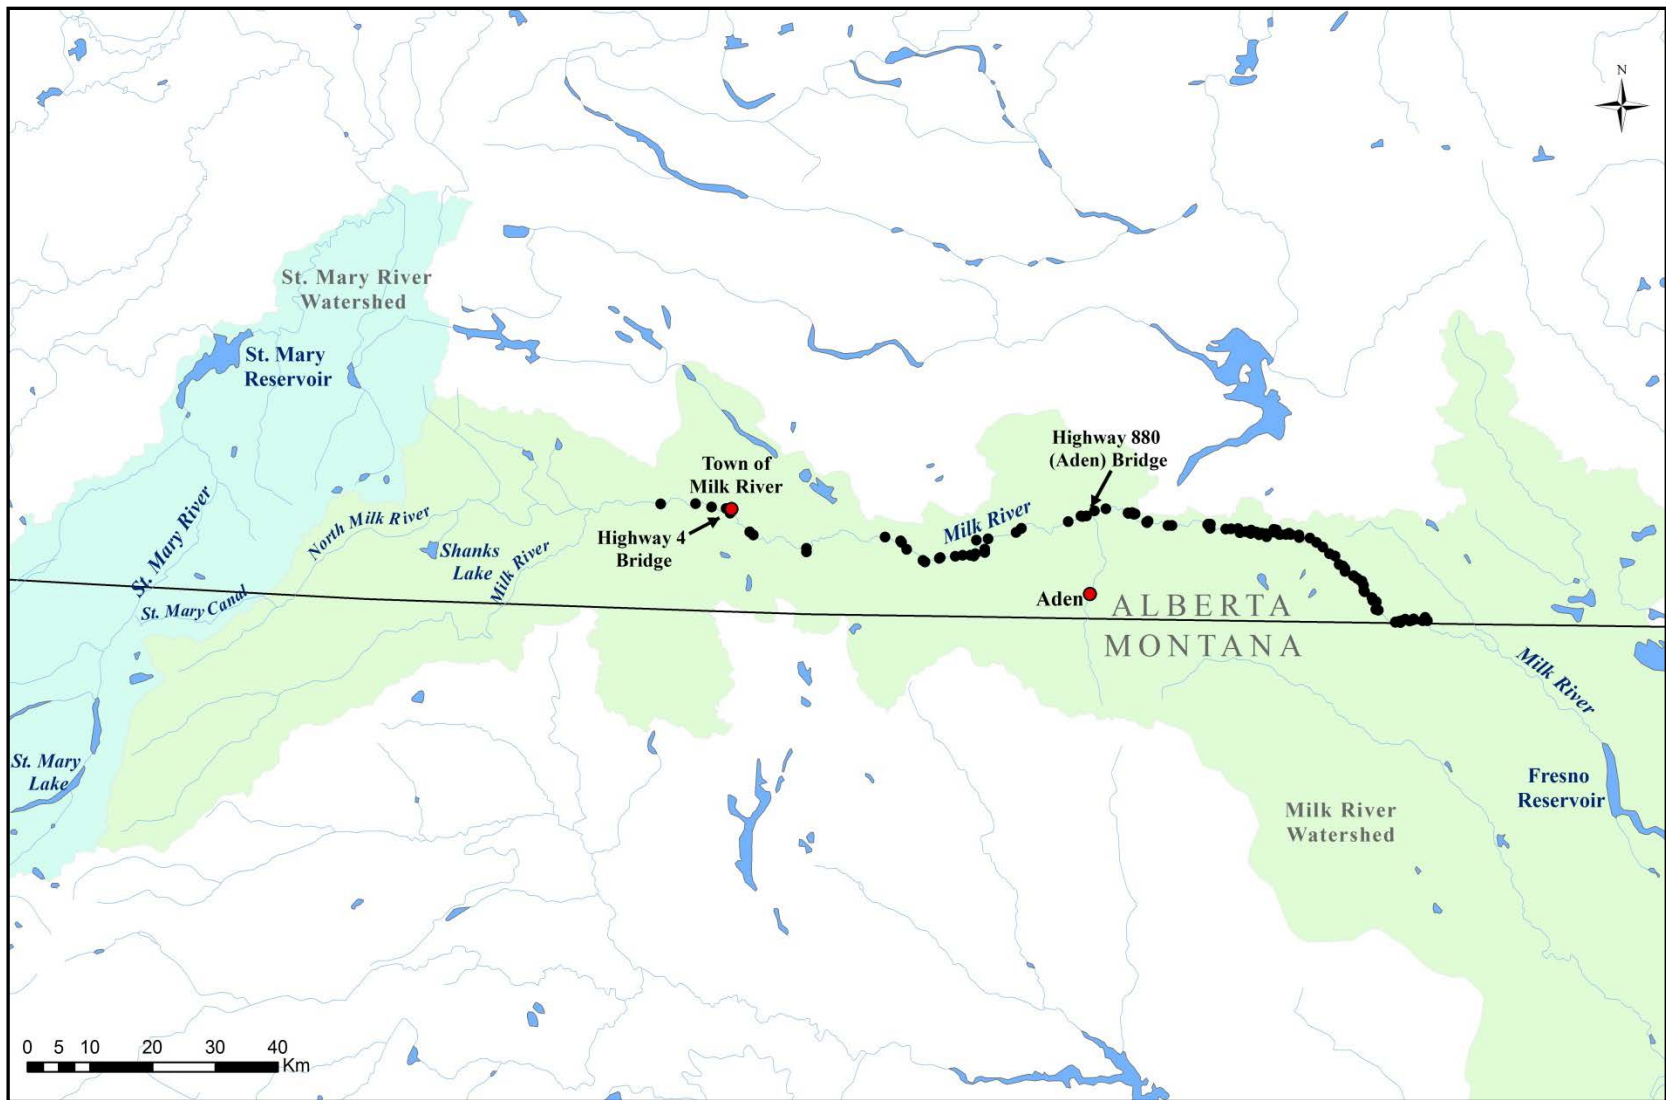 N
St. Mary River
Watershed
St. Mary
Reservoir
Highway 880
(Aden) Bridge
Town of
Milk River
Milk River
North Milk River
St. Mary River
Highway 4
Bridge
Shanks
Lake
Milk River
St. Mary Canal
Aden
ALBERTA
MONTANA
Milk River
St. Mary
Lake
Fresno
Reservoir
Milk River
Watershed
0 5 10 20 30 40
Km